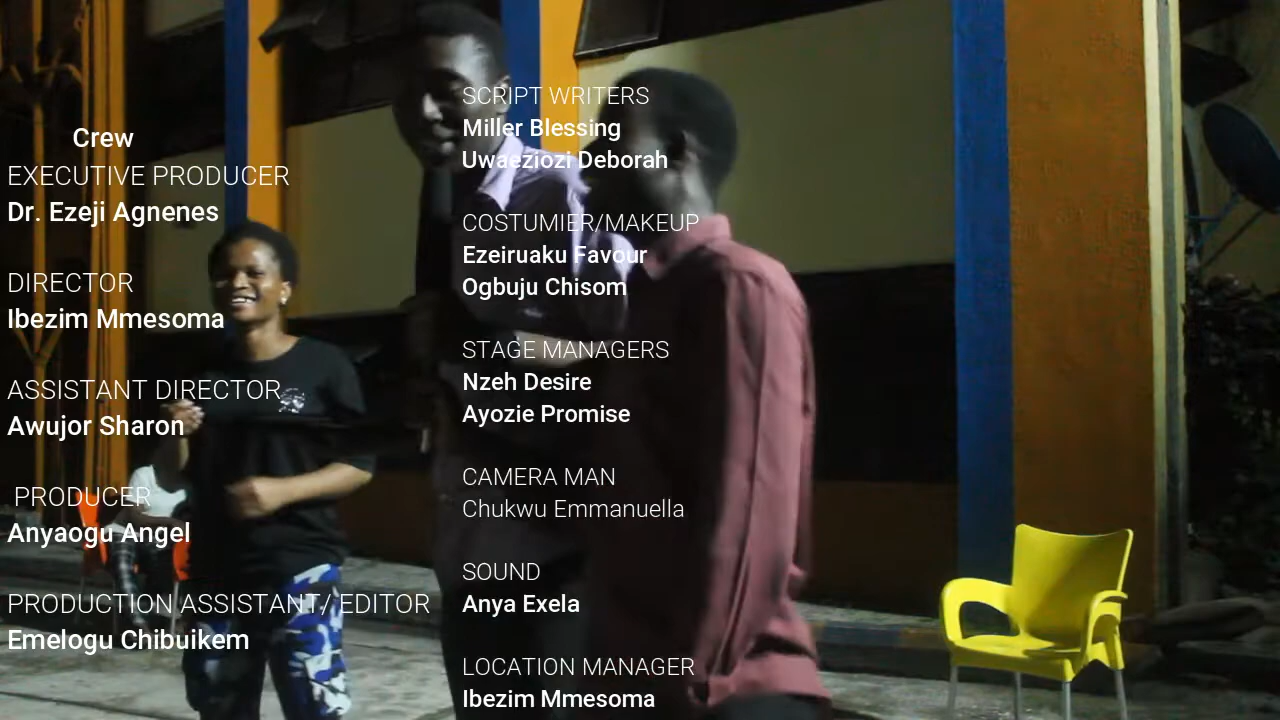 Crew
EXECUTIVE PRODUCER
Dr. Ezeji Agnenes
DIRECTOR
Ibezim Mmesoma
ASSISTANT DIRECTOR
Awujor Sharon
PRODUCER
Anyaogu Angel
PRODUCTION ASSISTANT/ EDITOR
Emelogu Chibuikem
SCRIPT WRITERS
Miller Blessing
Uwaeziozi Deborah
COSTUMIER/MAKEUP
Ezeiruaku Favour
Ogbuju Chisom
STAGE MANAGERS
Nzeh Desire
Ayozie Promise
CAMERA MAN
Chukwu Emmanuella
SOUND
Anya Exela
LOCATION MANAGER
Ibezim Mmesoma